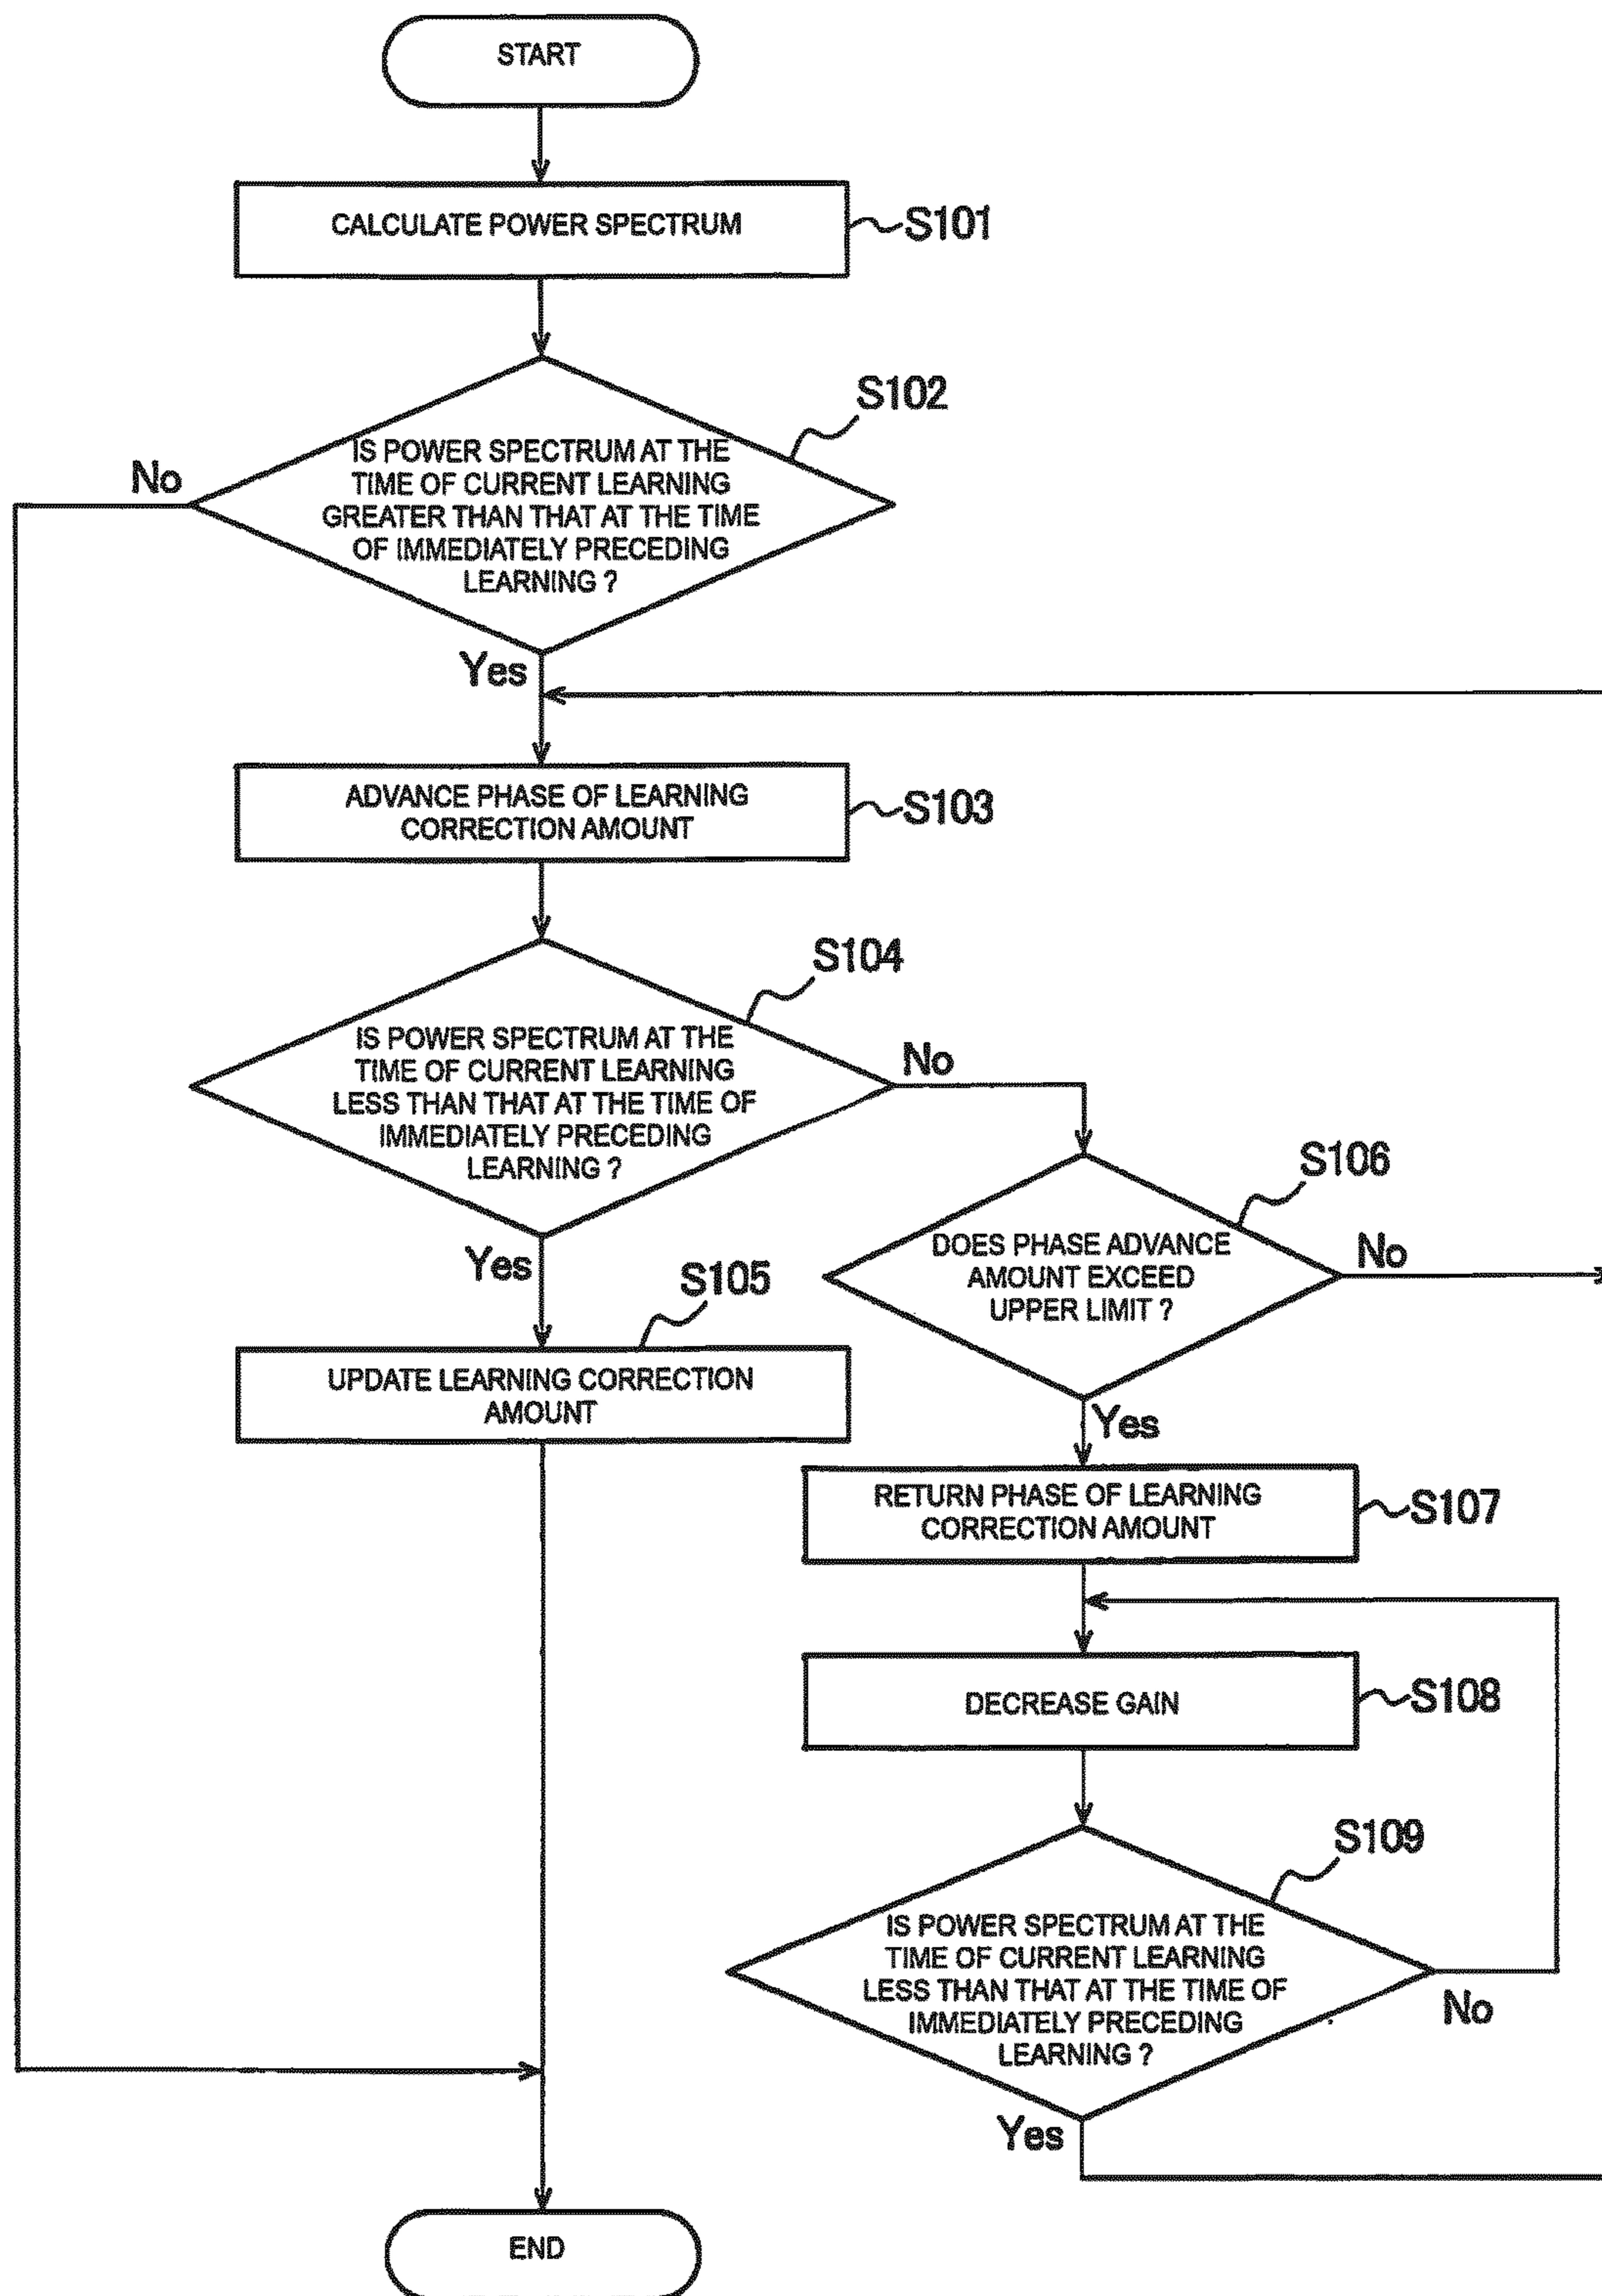 START
CALCULATE POWER SPECTRUM
S101
S102
IS POWER SPECTRUM AT THE
TIME OF CURRENT LEARNING
GREATER THAN THAT AT THE TIME
OF IMMEDIATELY PRECEDING
LEARNING ?
No
Yes
ADVANCE PHASE OF LEARNING
CORRECTION AMOUNT
S103
S104
IS POWER SPECTRUM AT THE
TIME OF CURRENT LEARNING
LESS THAN THAT AT THE TIME OF
IMMEDIATELY PRECEDING
LEARNING ?
No
Yes
S105
UPDATE LEARNING CORRECTION
AMOUNT
S106
DOES PHASE ADVANCE
AMOUNT EXCEED
UPPER LIMIT ?
No
Yes
RETURN PHASE OF LEARNING
CORRECTION AMOUNT
S107
DECREASE GAIN
S108
S109
IS POWER SPECTRUM AT THE
TIME OF CURRENT LEARNING
LESS THAN THAT AT THE TIME OF
IMMEDIATELY PRECEDING
LEARNING ?
No
Yes
END